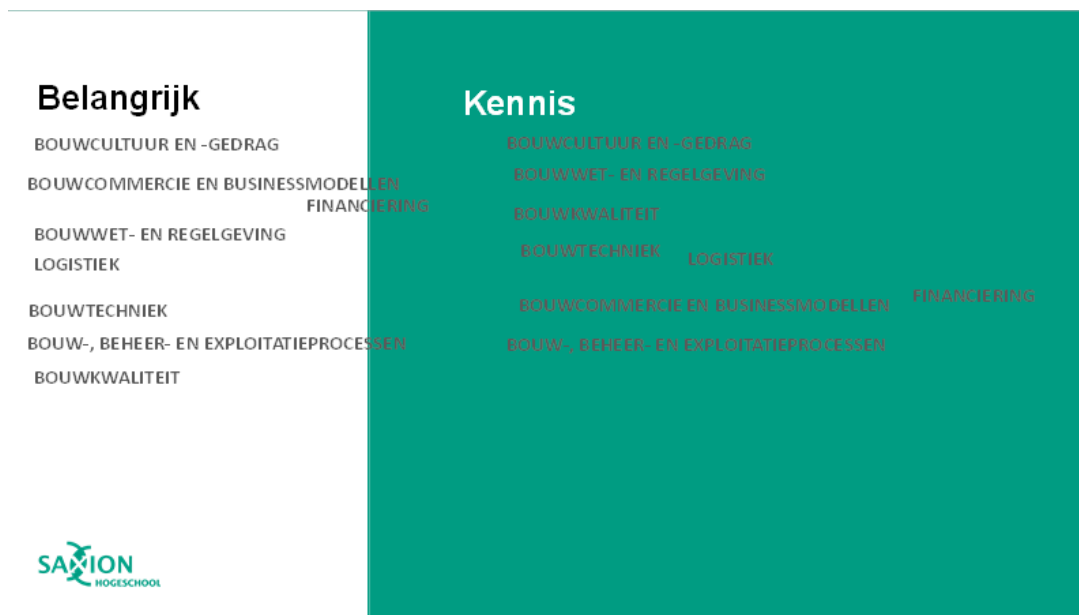 Belangrijk
BOUWCULTUUR EN -GEDRAG
BOUWCOMMERCIE EN BUSINESSMODELLEN
FINANCIERING
BOUWWET- EN REGELGEVING
LOGISTIEK
BOUWTECHNIEK
BOUW-, BEHEER- EN EXPLOITATIEPROCESSEN
BOUWKWALITEIT
Kennis
BOUWCULTUUR EN -GEDRAG
BOUWWET- EN REGELGEVING
BOUWKWALITEIT
BOUWTECHNIEK
LOGISTIEK
FINANCIERING
BOUWCOMMERCIE EN BUSINESSMODELLEN
BOUW-, BEHEER- EN EXPLOITATIEPROCESSEN
SAXION
HOGESCHOOL